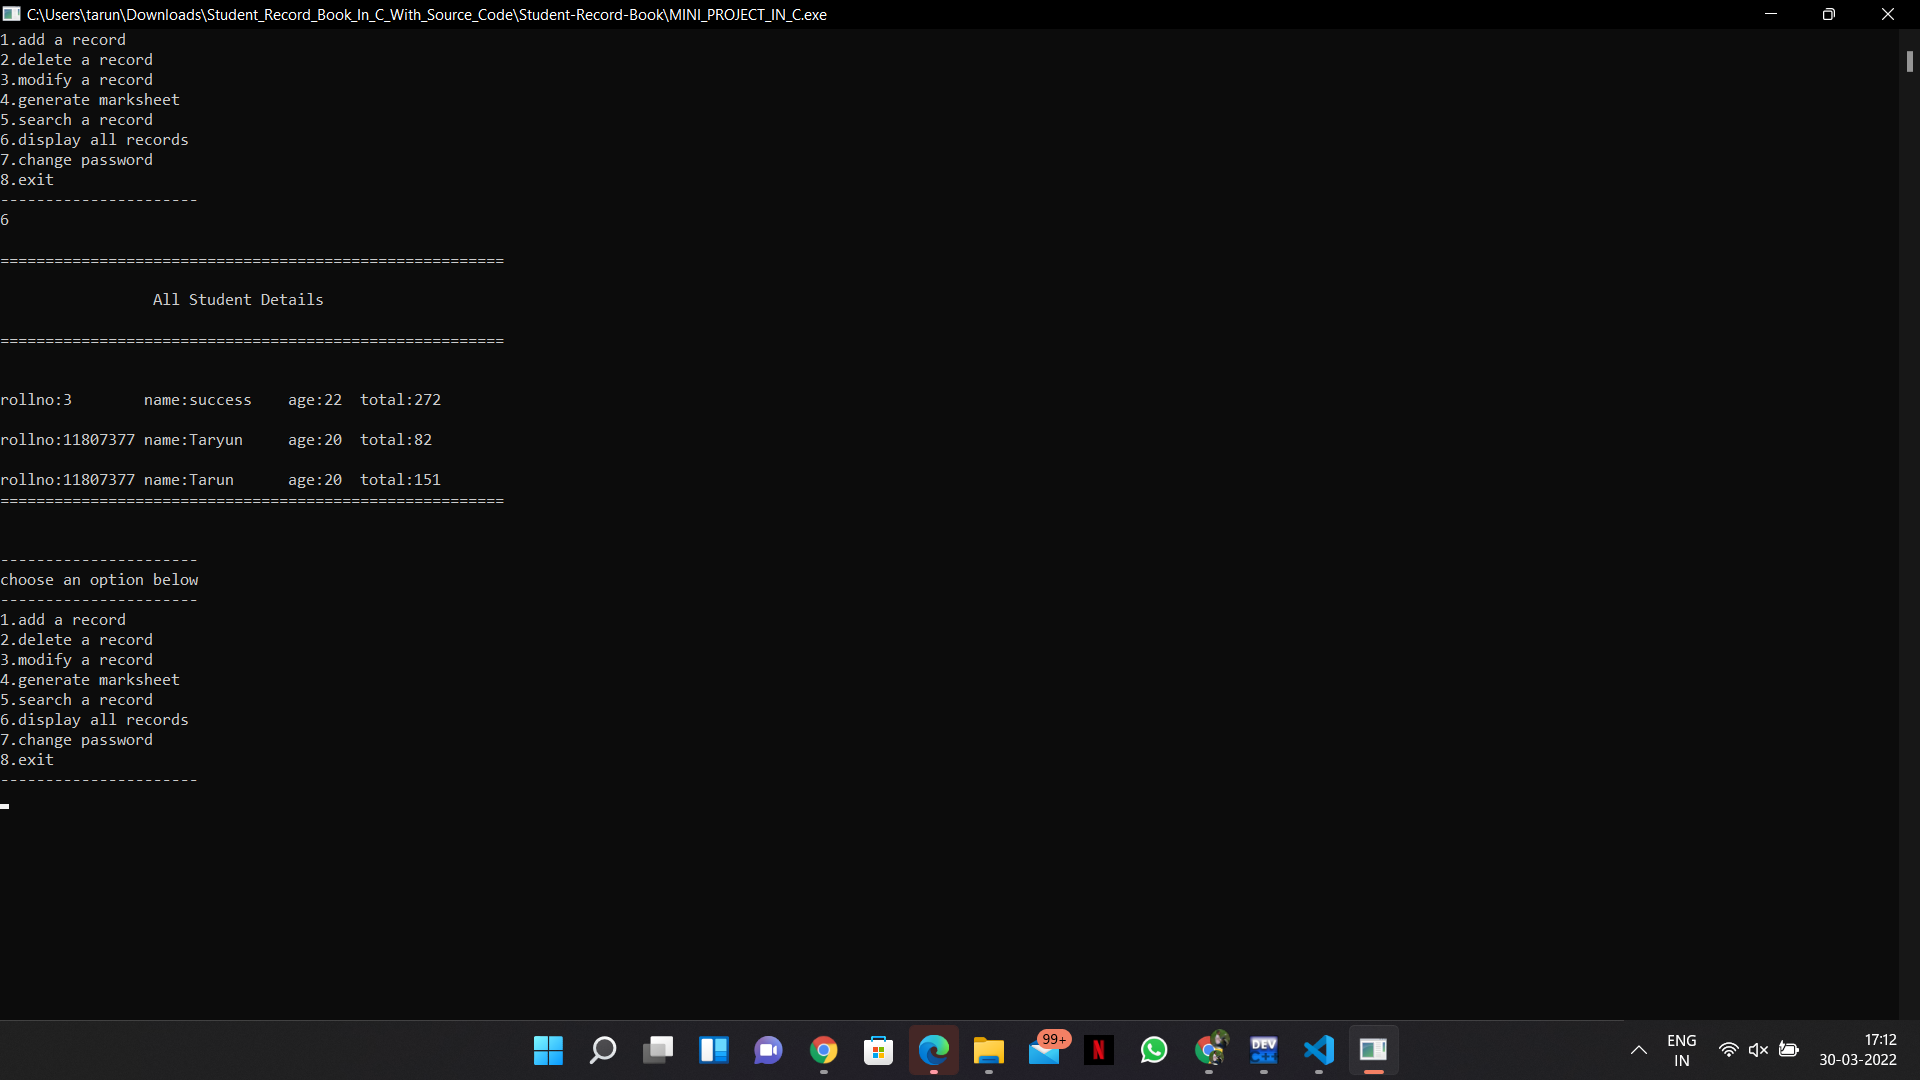 C:\Users\tarun\Downloads\Student_Record_Book_In_C_With_Source_Code\Student-Record-Book\MINI_PROJECT_IN_C.exe
1.add a record
2.delete a record
3.modify a record
4.generate marksheet
5.search a record
6.display all records
7.change password
8.exit
----------------------
6
========================================================
All Student Details
========================================================
rollno:3 name:success age:22 total:272
rollno:11807377 name:Taryun age:20 total:82
rollno:11807377 name:Tarun age:20 total:151
========================================================
----------------------
choose an option below
----------------------
1.add a record
2.delete a record
3.modify a record
4.generate marksheet
5.search a record
6.display all records
7.change password
8.exit
----------------------
99+
N
DEV
C++
ENG
IN
17:12
30-03-2022